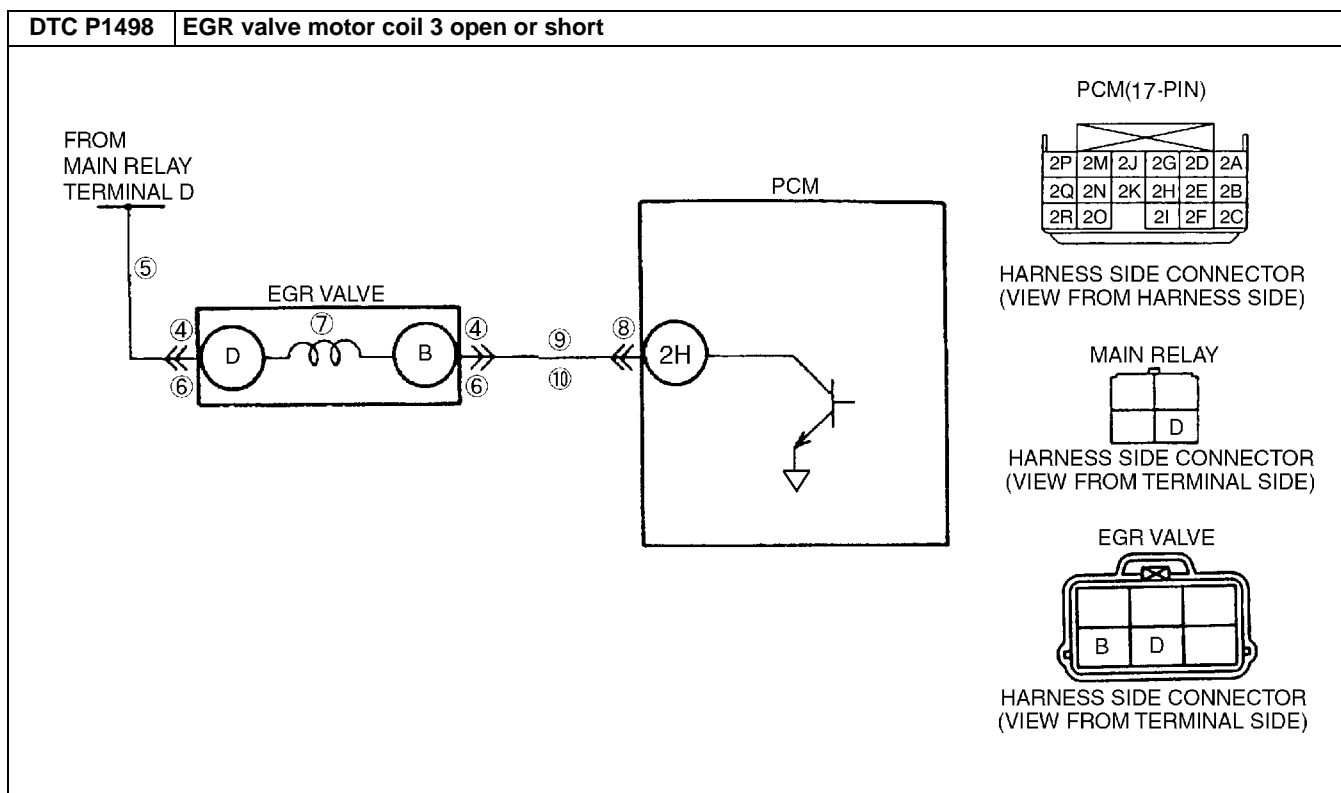 DTC P1498 EGR valve motor coil 3 open or short
FROM
MAIN RELAY
TERMINAL D
⑤
EGR VALVE
④
⑦
④
D
B
⑥
⑥
⑨
⑩
⑧
PCM
2H
PCM(17-PIN)
2P 2M 2J 2G 2D 2A
2Q 2N 2K 2H 2E 2B
2R 2O 2I 2F 2C
HARNESS SIDE CONNECTOR
(VIEW FROM HARNESS SIDE)
MAIN RELAY
D
HARNESS SIDE CONNECTOR
(VIEW FROM TERMINAL SIDE)
EGR VALVE
B D
HARNESS SIDE CONNECTOR
(VIEW FROM TERMINAL SIDE)